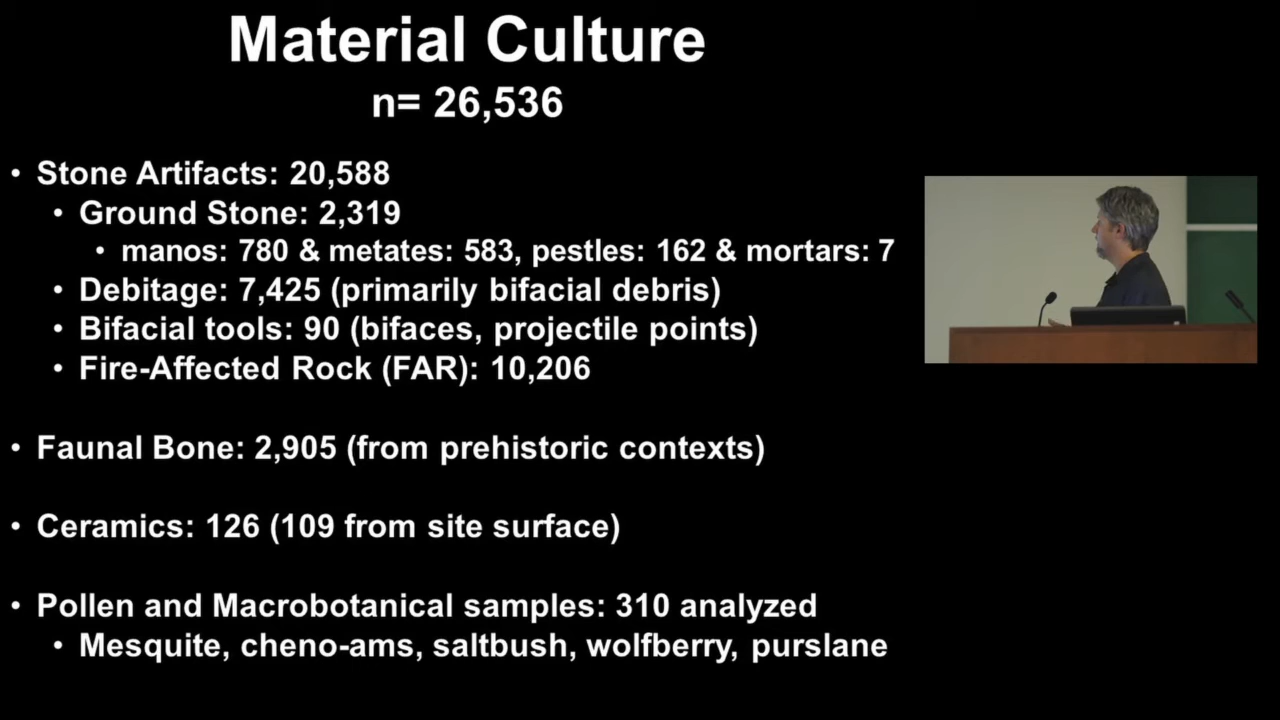 Material Culture
n= 26,536
• Stone Artifacts: 20,588
• Ground Stone: 2,319
• manos: 780 & metates: 583, pestles: 162 & mortars: 7
• Debitage: 7,425 (primarily bifacial debris)
• Bifacial tools: 90 (bifaces, projectile points)
• Fire-Affected Rock (FAR): 10,206
• Faunal Bone: 2,905 (from prehistoric contexts)
• Ceramics: 126 (109 from site surface)
• Pollen and Macrobotanical samples: 310 analyzed
• Mesquite, cheno-ams, saltbush, wolfberry, purslane